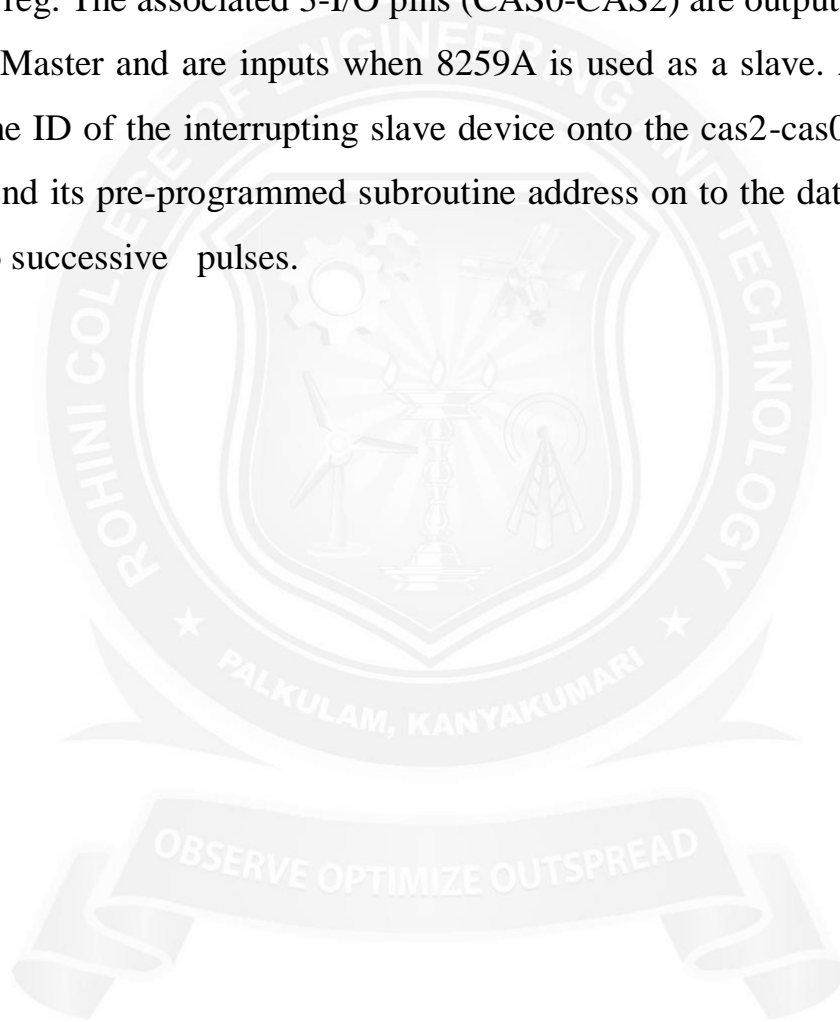 reg. The associated 3-I/O pins (CAS0-CAS2) are output
Master and are inputs when 8259A is used as a slave.
ne ID of the interrupting slave device onto the cas2-cas0
nd its pre-programmed subroutine address on to the dat
successive pulses.
ROHINI COLLEGE OF ENGINEERING AND TECHNOLOGY
PALKULAM, KANYAKUMARI
OBSERVE OPTIMIZE OUTSPREAD